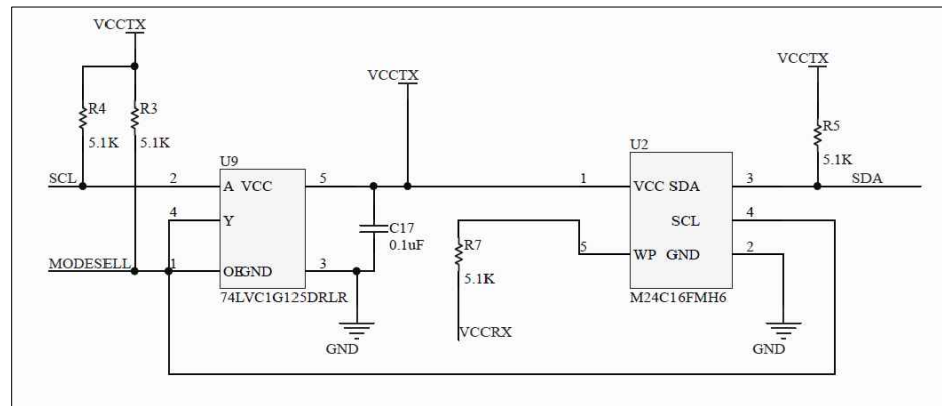 VCCTX
R4
R3
5.1K
5.1K
VCCTX
VCCTX
R5
5.1K
U9
U2
SCL
2
A VCC
5
1
VCC SDA
3
SDA
4
Y
C17
0.1uF
R7
5.1K
SCL
4
MODESELL
1
OE
GND
3
5
WP GND
2
74LVC1G125DRLR
M24C16FMH6
VCCRX
GND
GND